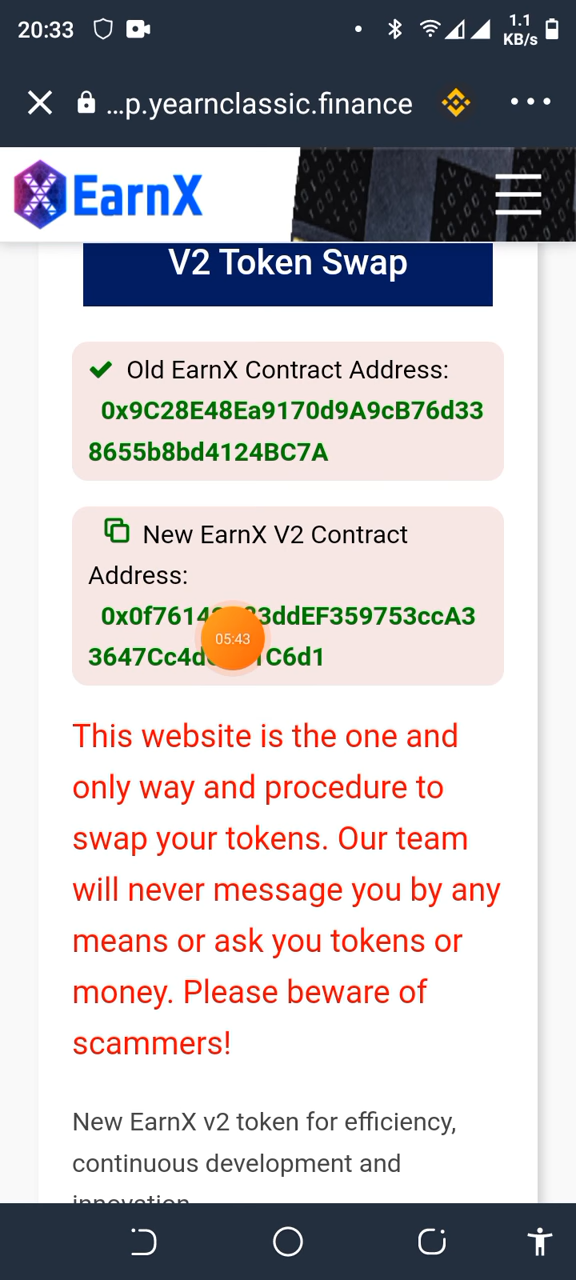 20:33
1.1
KB/s
...p.yearnclassic.finance
EarnX
V2 Token Swap
Old EarnX Contract Address:
0x9C28E48Ea9170d9A9cB76d33
8655b8bd4124BC7A
New EarnX V2 Contract
Address:
05:43
This website is the one and
only way and procedure to
swap your tokens. Our team
will never message you by any
means or ask you tokens or
money. Please beware of
scammers!
New EarnX v2 token for efficiency,
continuous development and
innovation